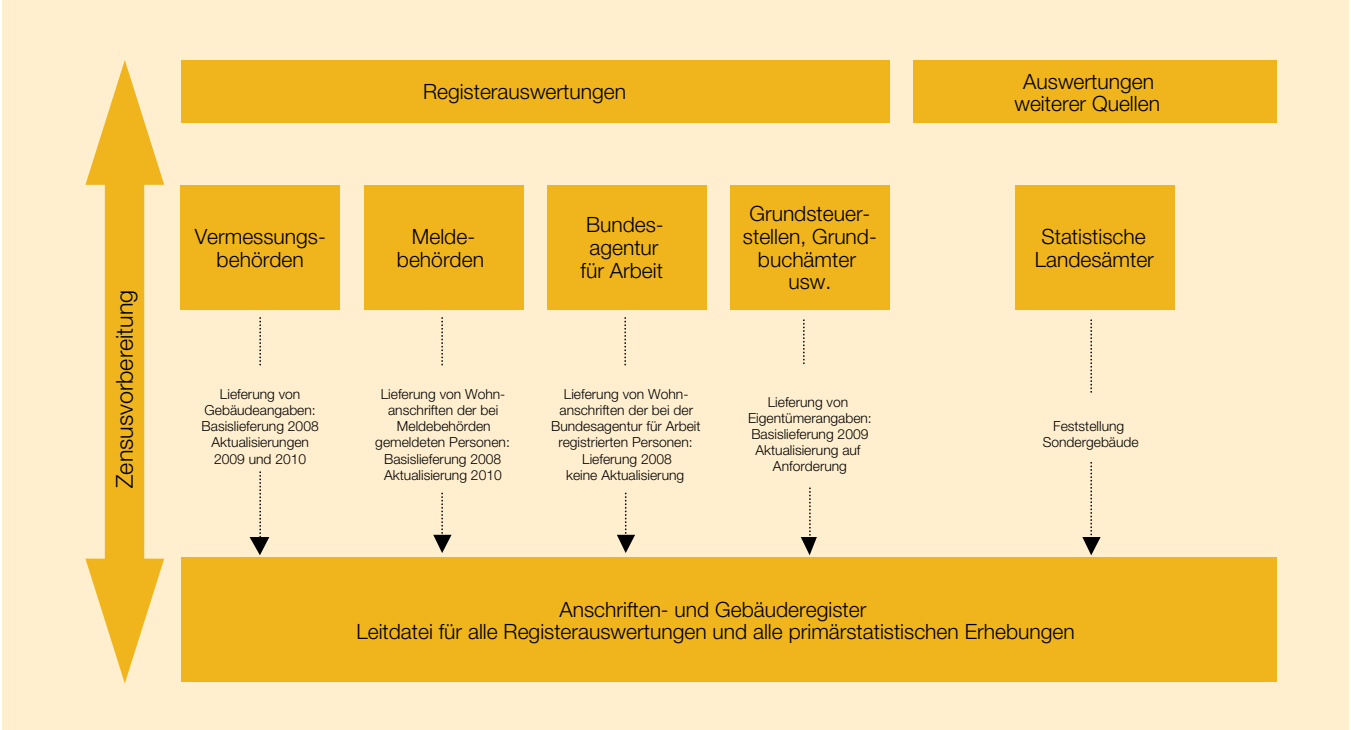 Registerauswertungen
Auswertungen
weiterer Quellen
Zensusvorbereitung
Vermessungs-
behörden
Melde-
behörden
Bundes-
agentur
für Arbeit
Grundsteuer-
stellen, Grund-
buchämter
usw.
Statistische
Landesämter
Lieferung von
Gebäudeangaben:
Basislieferung 2008
Aktualisierungen
2009 und 2010
Lieferung von Wohn-
anschriften der bei
Meldebehörden
gemeldeten Personen:
Basislieferung 2008
Aktualisierung 2010
Lieferung von Wohn-
anschriften der bei der
Bundesagentur für Arbeit
registrierten Personen:
Lieferung 2008
keine Aktualisierung
Lieferung von
Eigentümerangaben:
Basislieferung 2009
Aktualisierung auf
Anforderung
Feststellung
Sondergebäude
Anschriften- und Gebäuderegister
Leitdatei für alle Registerauswertungen und alle primärstatistischen Erhebungen